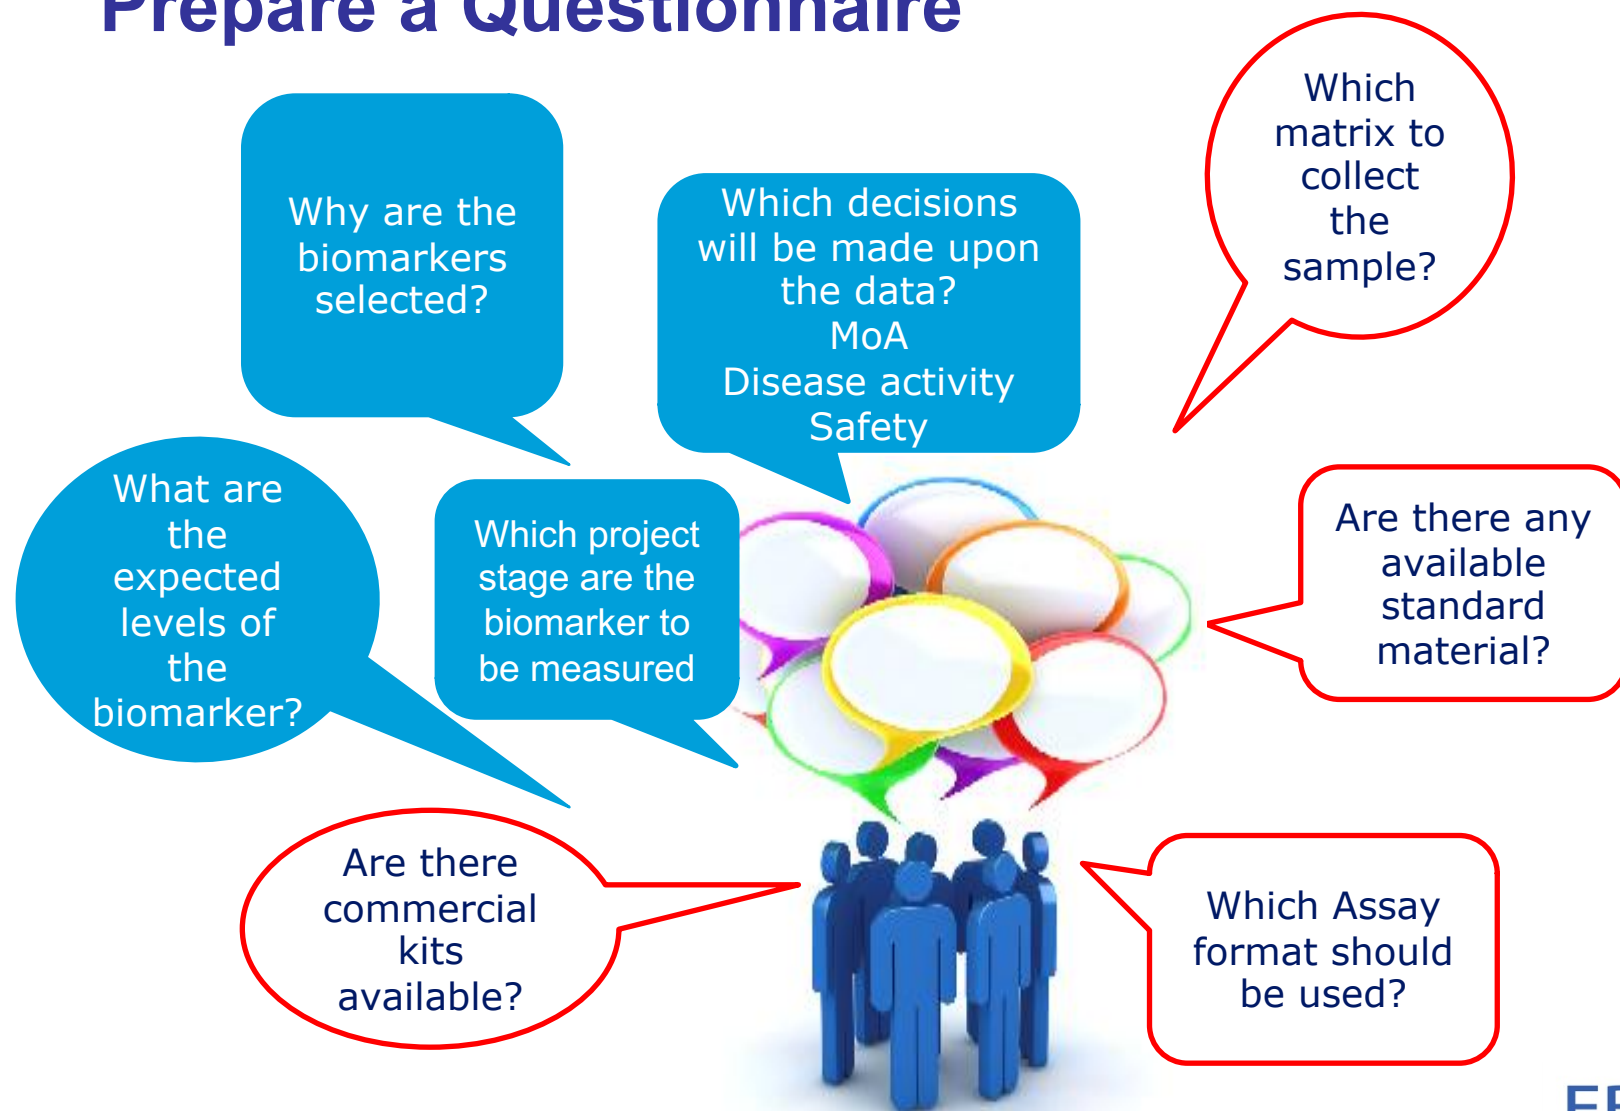 Prepare a Questionnaire
Why are the
biomarkers
selected?
Which decisions
will be made upon
the data?
MoA
Disease activity
Safety
Which
matrix to
collect
the
sample?
What are
the
expected
levels of
the
biomarker?
Which project
stage are the
biomarker to
be measured
Are there any
available
standard
material?
Are there
commercial
kits
available?
Which Assay
format should
be used?